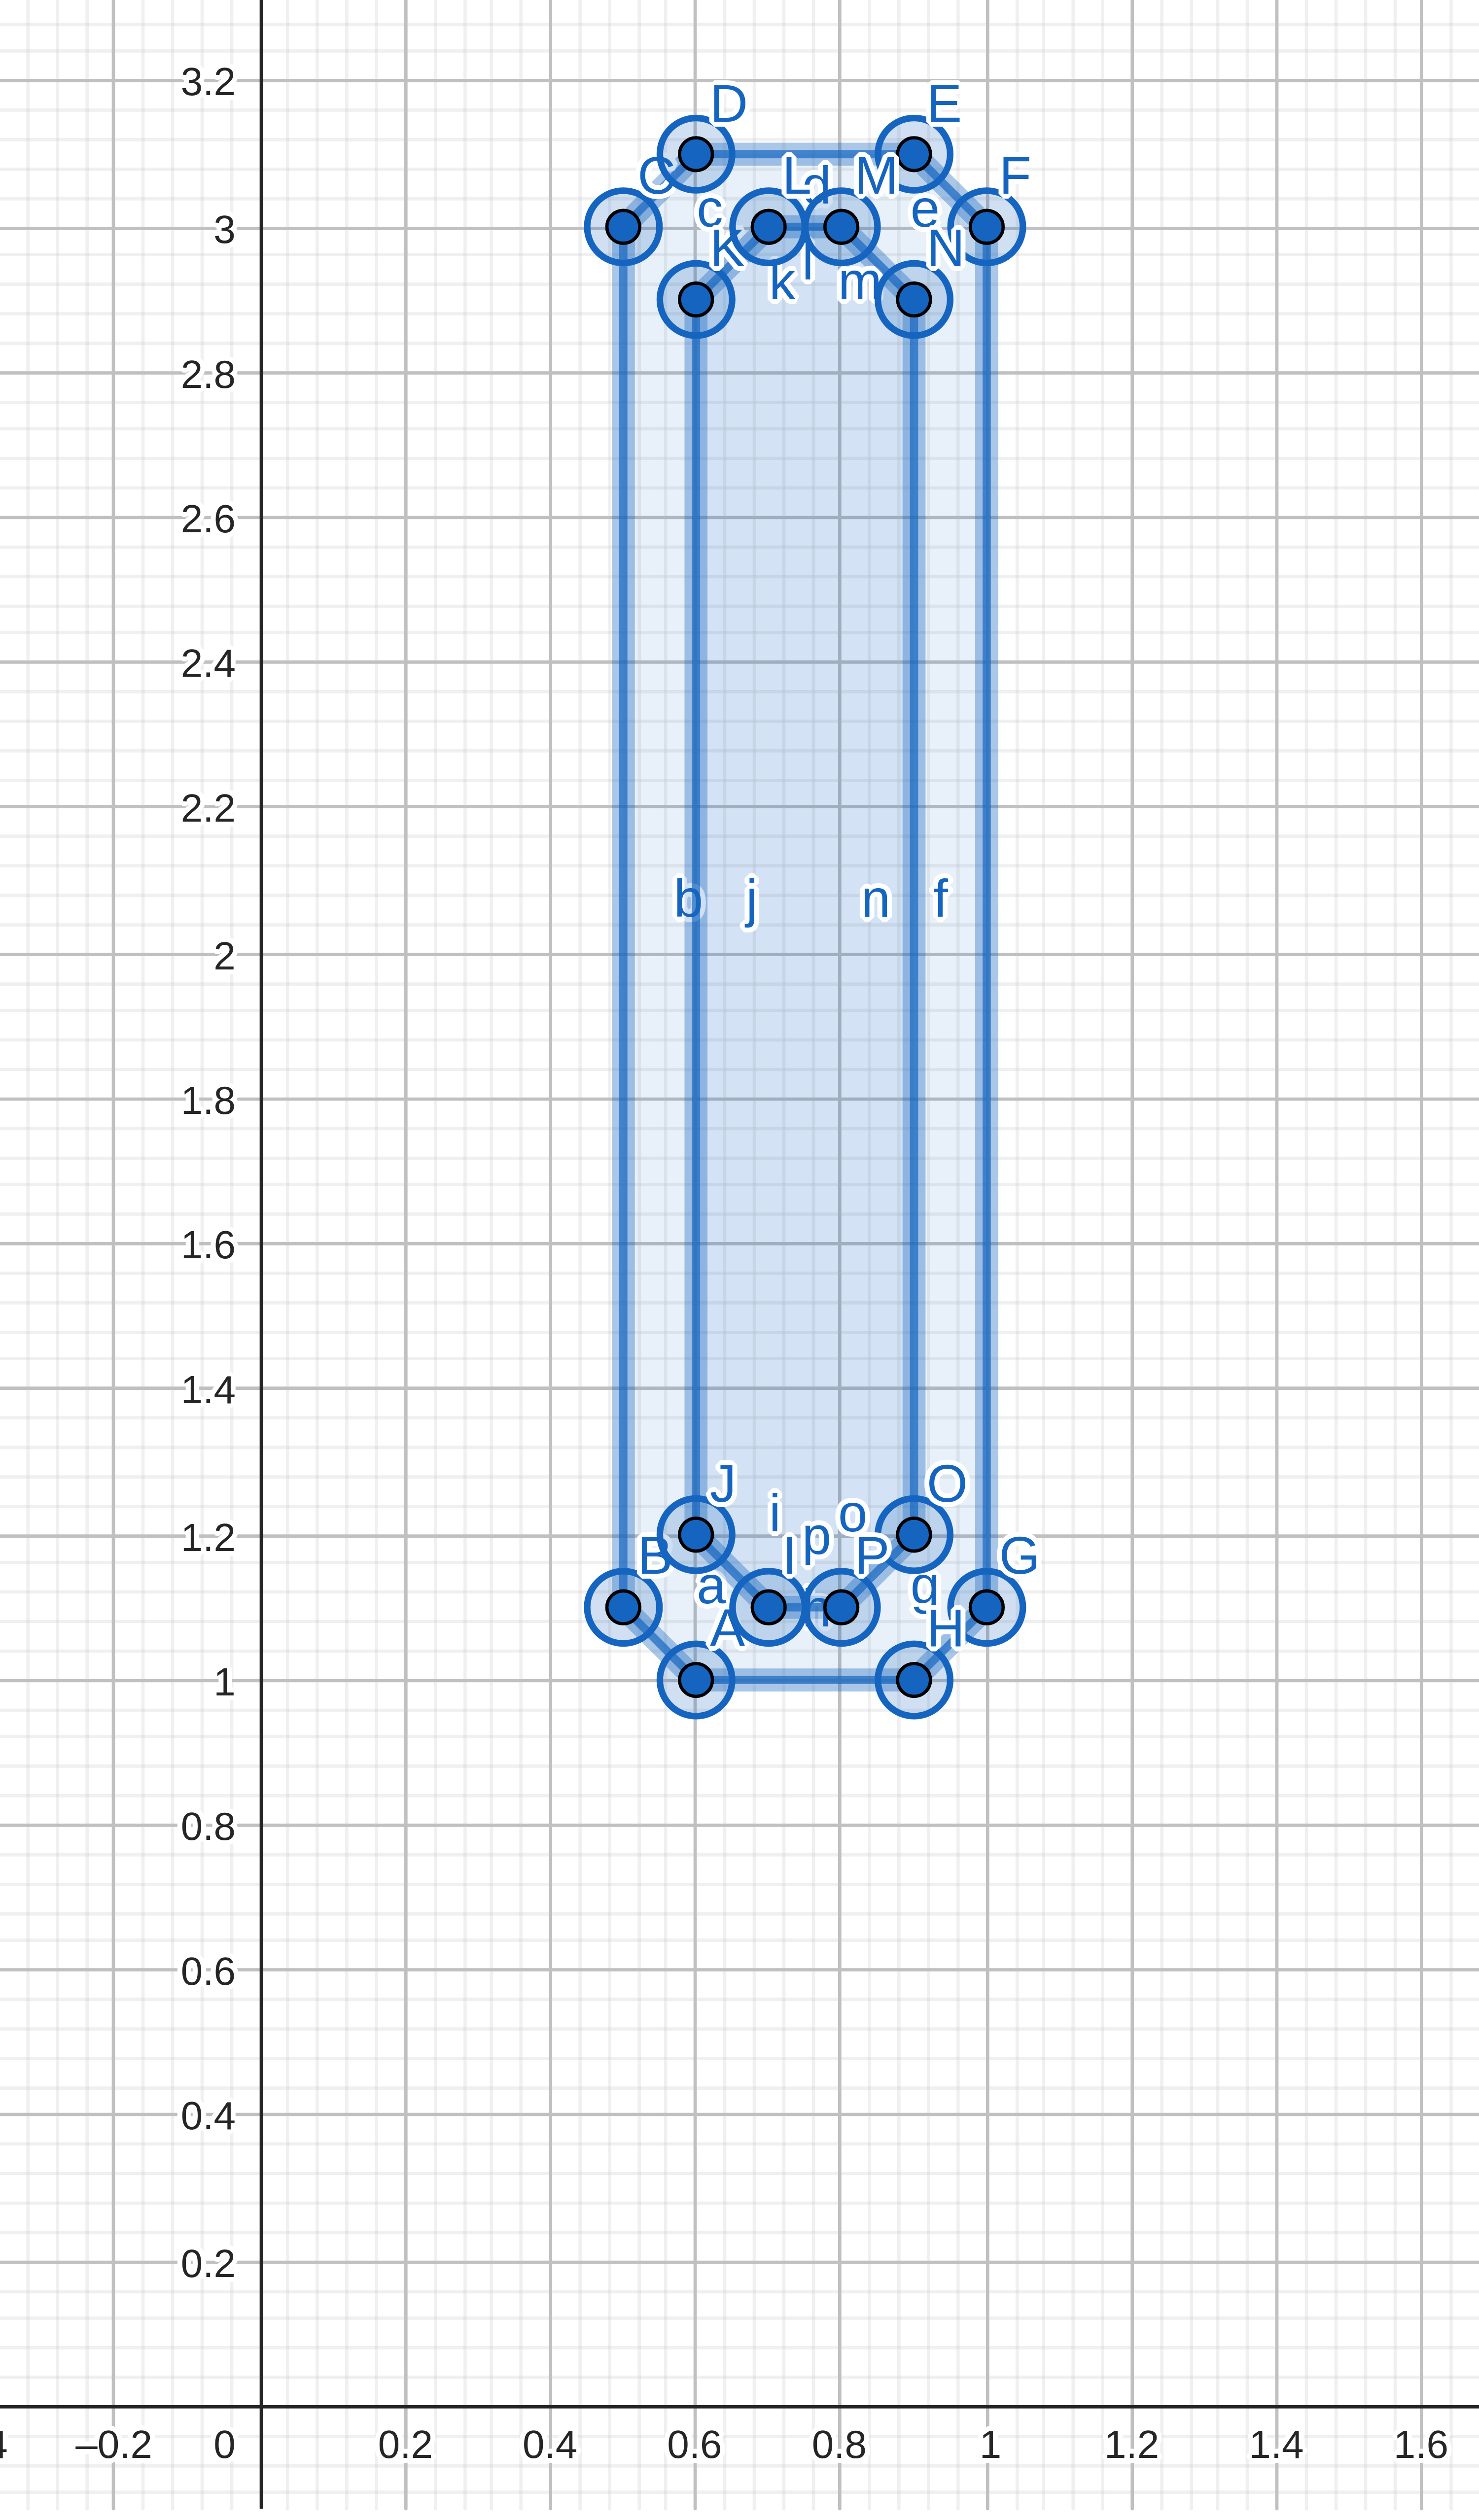 3.2
D E
C L d M F
c e
3
K N
k l m
2.8
2.6
2.4
2.2
b j n f
2
1.8
1.6
1.4
J O
i o
1.2 p
B I P G
a h g
A H
1
0.8
0.6
0.4
0.2
4 –0.2 0 0.2 0.4 0.6 0.8 1 1.2 1.4 1.6